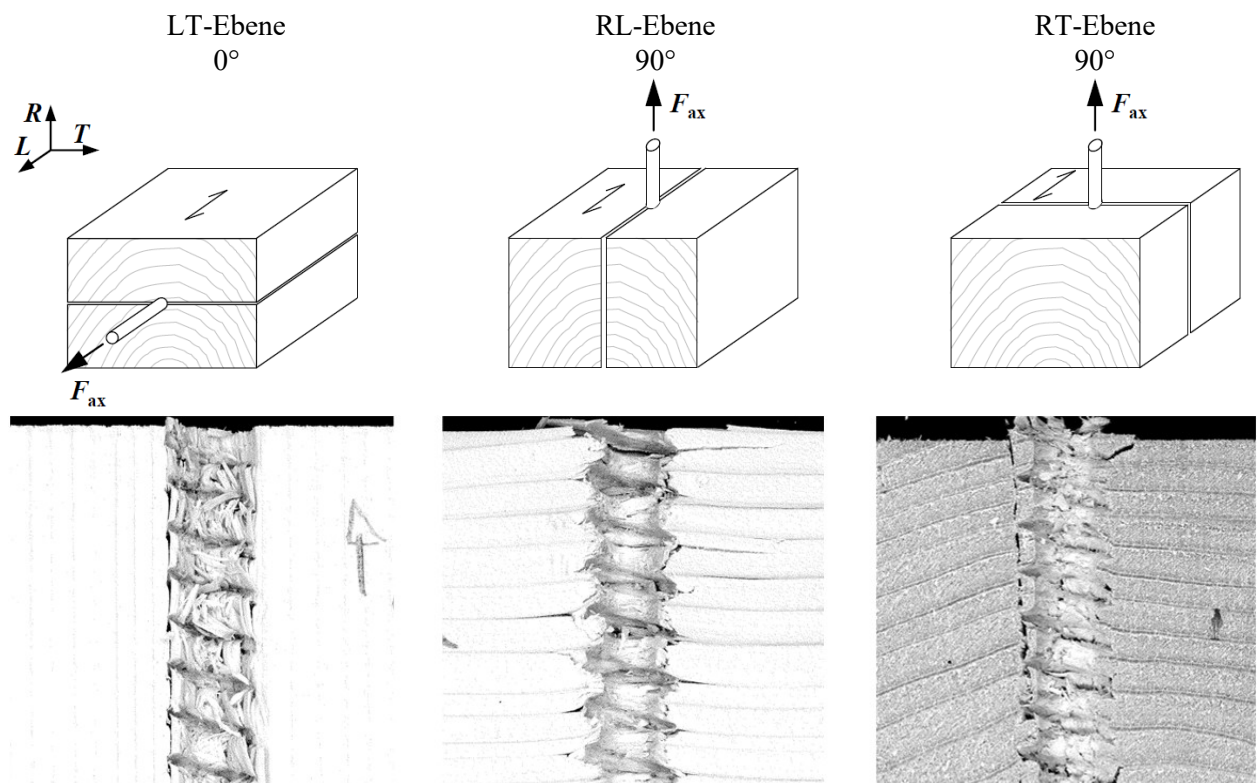 LT-Ebene
0°
RL-Ebene
90°
RT-Ebene
90°
R
L
T
F_ax
F_ax
F_ax